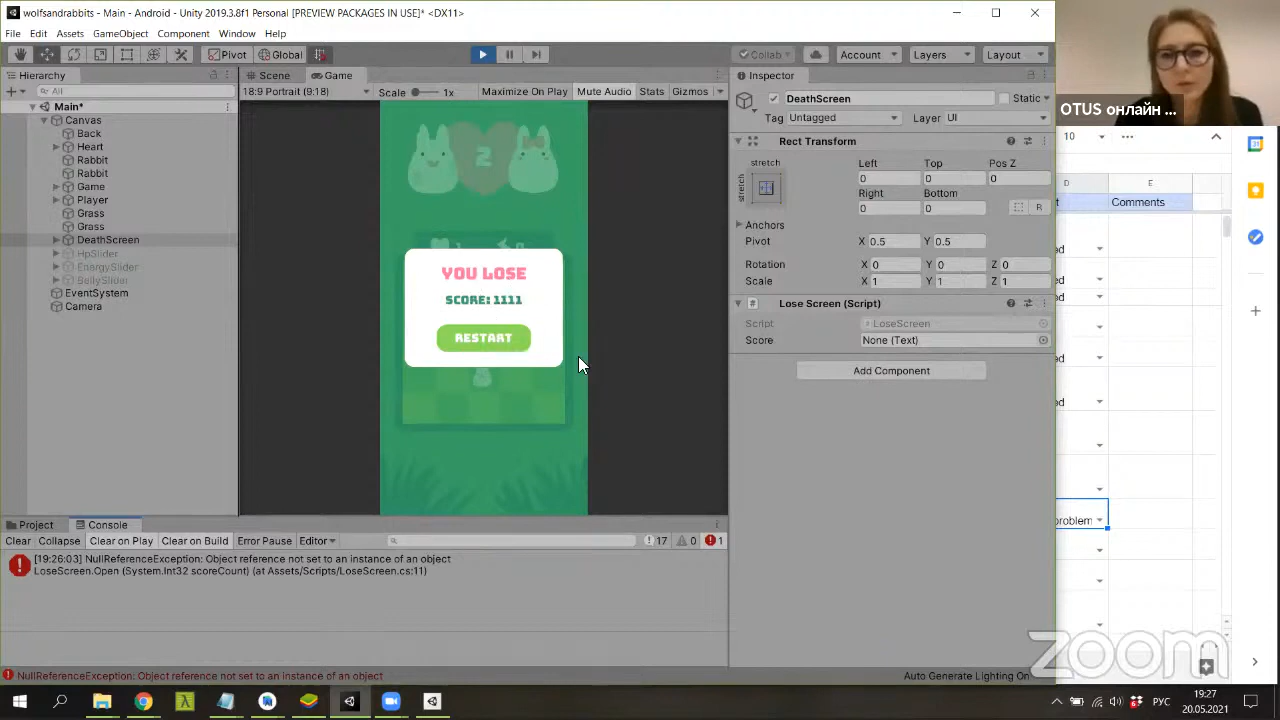 wolfsandrabbits - Main - Android - Unity 2019.3.8f1 Personal [PREVIEW PACKAGES IN USE]* <DX11>
File Edit Assets GameObject Component Window Help
Pivot Global Collab Account Layers Layout
Hierarchy
All
Main*
Canvas
Back
Heart
Rabbit
Rabbit
Game
Player
Grass
Grass
DeathScreen
HpSlider
EnergySlider
BellySlider
EventSystem
Camera
Scene Game
18:9 Portrait (9:18) Scale 1x Maximize On Play Mute Audio Stats Gizmos
2
YOU LOSE
SCORE: 1111
RESTART
Inspector
DeathScreen Static
Tag Untagged Layer UI
Rect Transform
stretch Left Top Pos Z
stretch 0 0 0
Right Bottom
0 0 R
Anchors
Pivot X 0.5 Y 0.5
Rotation X 0 Y 0 Z 0
Scale X 1 Y 1 Z 1
# Lose Screen (Script)
Script LoseScreen
Score None (Text)
Add Component
Project Console
Clear Collapse Clear on Play Clear on Build Error Pause Editor 17 0 1
[19:26:03] NullReferenceException: Object reference not set to an instance of an object
LoseScreen.Open (System.Int32 scoreCount) (at Assets/Scripts/LoseScreen.cs:11)
NullReferenceException: Object reference not set to an instance of an object
Auto Generate Lighting On
OTUS онлайн ...
10
D E
Comments
problem
31
zoom
РУС
19:27
20.05.2021